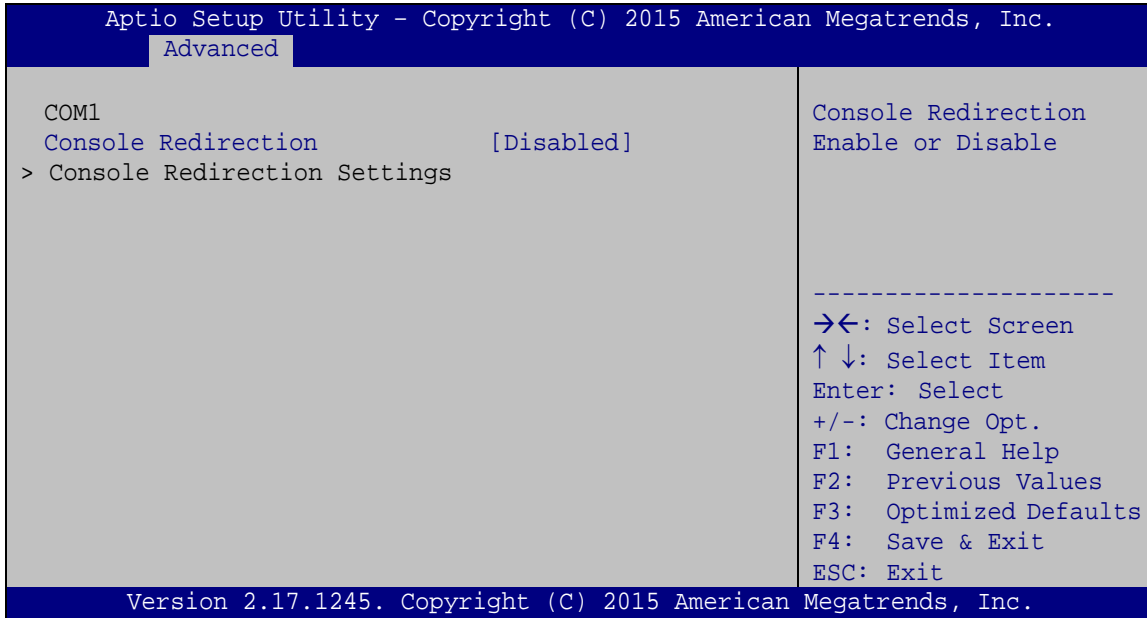 Aptio Setup Utility – Copyright (C) 2015 American Megatrends, Inc.
Advanced
COM1
Console Redirection [Disabled]
> Console Redirection Settings
Console Redirection
Enable or Disable
---------------------
→←: Select Screen
↑ ↓: Select Item
Enter: Select
+/-: Change Opt.
F1: General Help
F2: Previous Values
F3: Optimized Defaults
F4: Save & Exit
ESC: Exit
Version 2.17.1245. Copyright (C) 2015 American Megatrends, Inc.